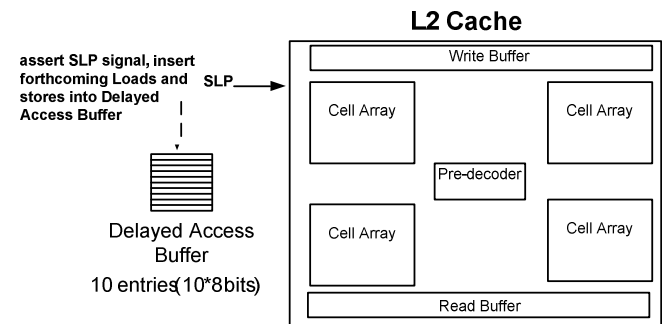 L2 Cache
assert SLP signal, insert
forthcoming Loads and
stores into Delayed
Access Buffer
SLP
Write Buffer
Cell Array
Cell Array
Pre-decoder
Cell Array
Cell Array
Read Buffer
Delayed Access
Buffer
10 entries(10*8bits)